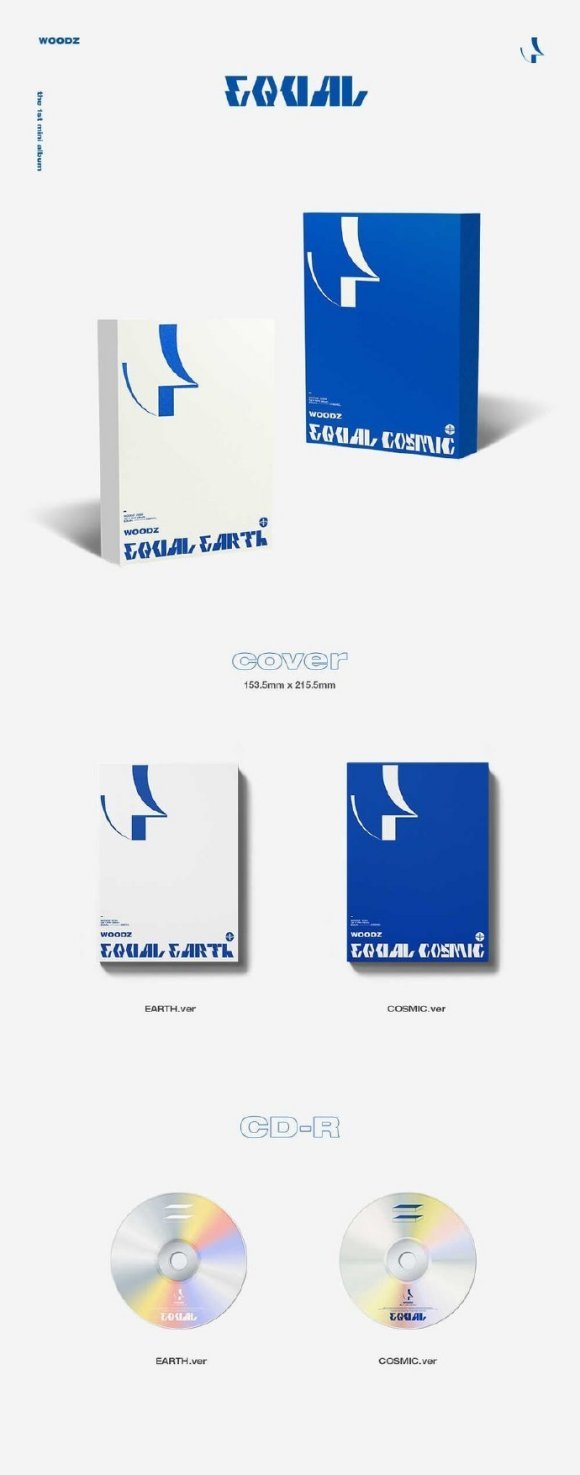 WOODZ
EQUAL
the 1st mini album
WOODZ
EQUAL COSMIC
WOODZ
EQUAL EARTH
cover
153.5mm x 215.5mm
WOODZ
EQUAL EARTH
WOODZ
EQUAL COSMIC
EARTH.ver
COSMIC.ver
CD-R
EQUAL
EQUAL
EARTH.ver
COSMIC.ver